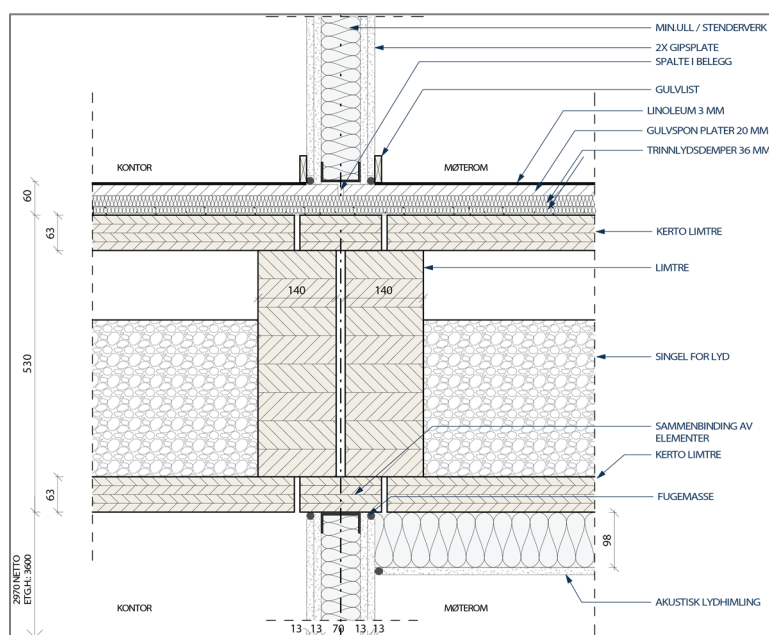 MIN.ULL / STENDERVERK
2X GIPSPLATE
SPALTE I BELEGG
GULVLIST
LINOLEUM 3 MM
GULVSPON PLATER 20 MM
TRINNLYDSDEMPER 36 MM
KONTOR
MØTEROM
60
63
KERTO LIMTRE
LIMTRE
140
140
530
SINGEL FOR LYD
SAMMENBINDING AV
ELEMENTER
KERTO LIMTRE
63
FUGEMASSE
98
2970 NETTO
ETG.H: 3600
AKUSTISK LYDHIMLING
KONTOR
MØTEROM
13 13 70 13 13